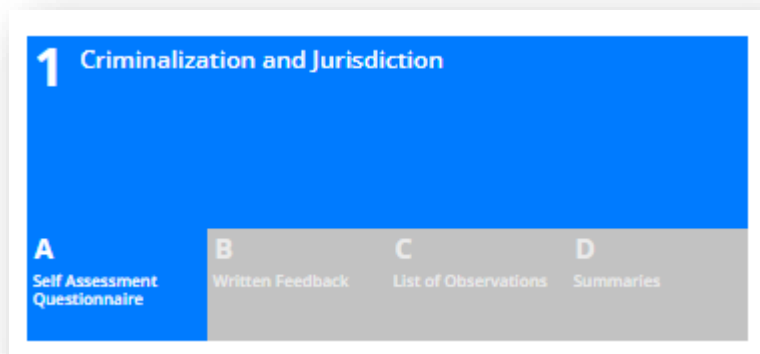 1 Criminalization and Jurisdiction
A
Self Assessment
Questionnaire
B
Written Feedback
C
List of Observations
D
Summaries